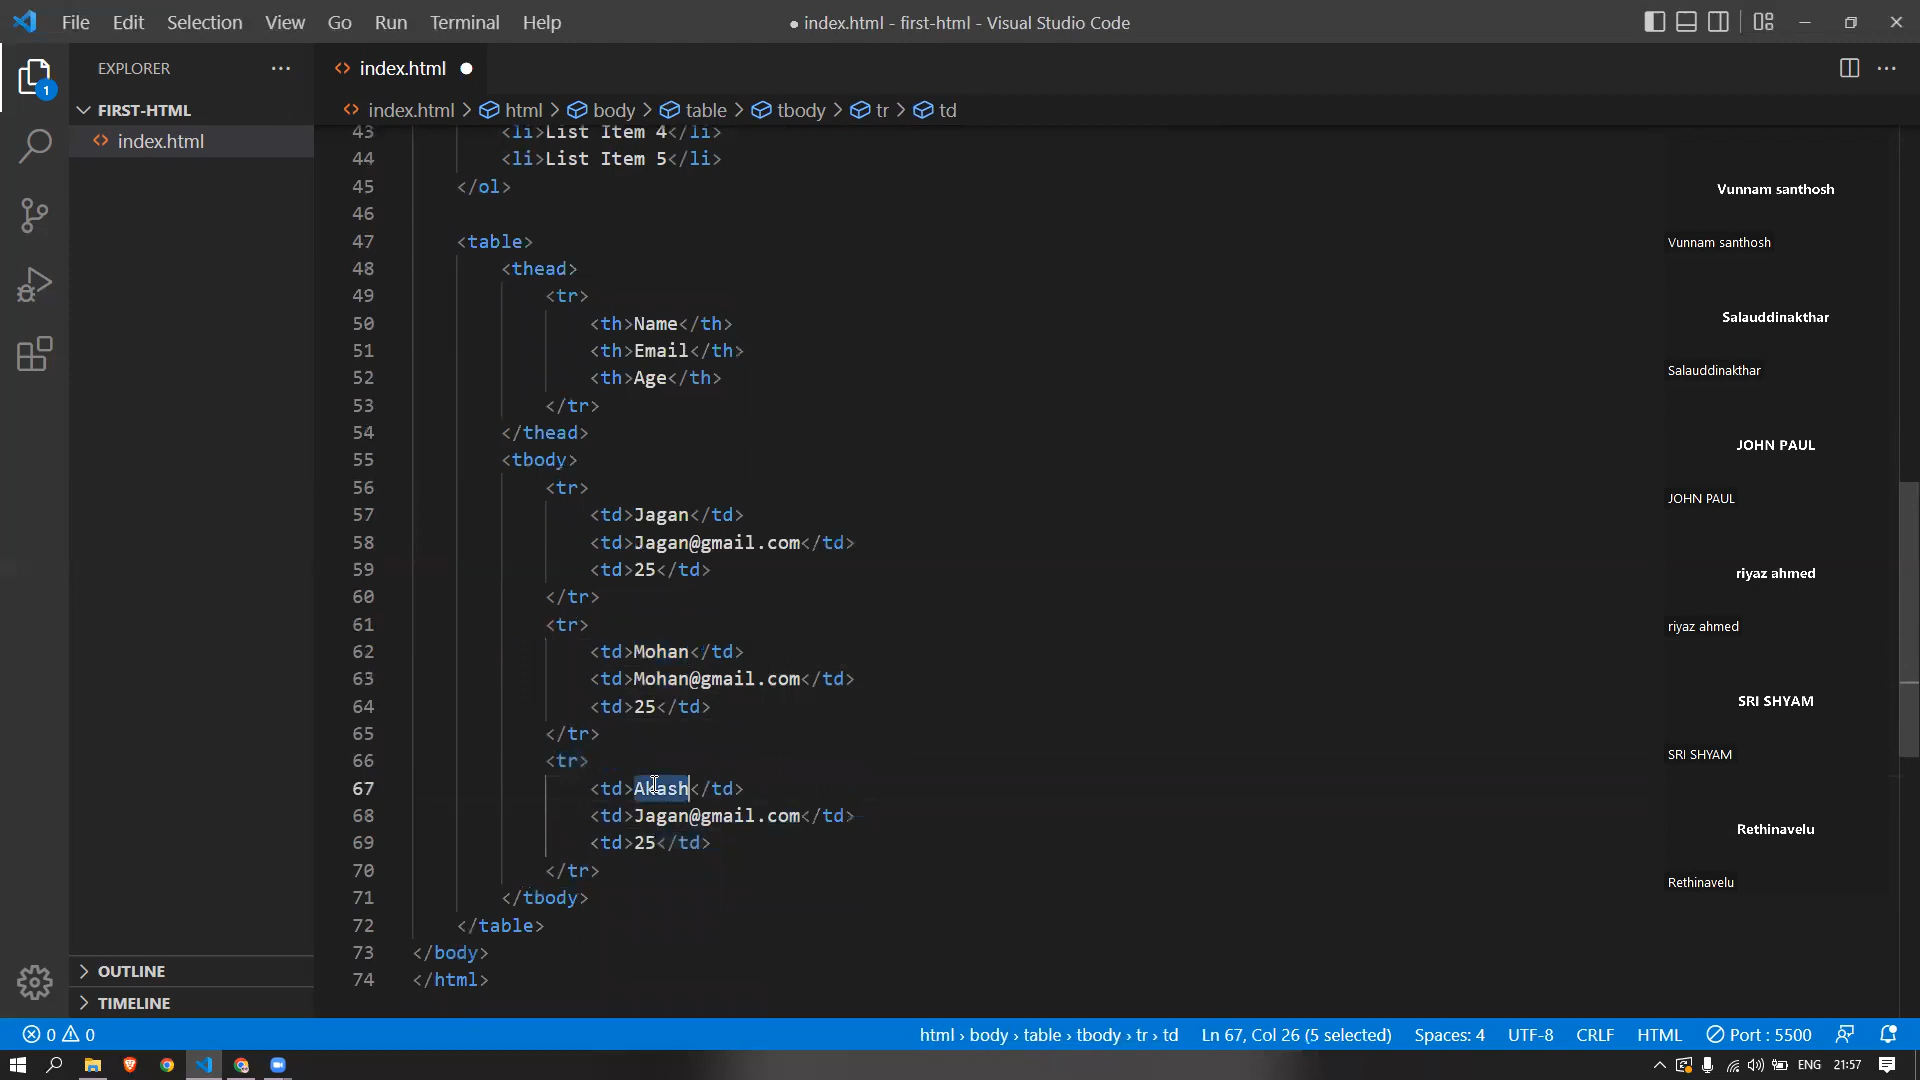 File Edit Selection View Go Run Terminal Help
● index.html - first-html - Visual Studio Code
EXPLORER
1
FIRST-HTML
index.html
index.html
index.html > html > body > table > tbody > tr > td
43 <li>List Item 4</li>
44 <li>List Item 5</li>
45 </ol>
46
47 <table>
48 <thead>
49 <tr>
50 <th>Name</th>
51 <th>Email</th>
52 <th>Age</th>
53 </tr>
54 </thead>
55 <tbody>
56 <tr>
57 <td>Jagan</td>
58 <td>Jagan@gmail.com</td>
59 <td>25</td>
60 </tr>
61 <tr>
62 <td>Mohan</td>
63 <td>Mohan@gmail.com</td>
64 <td>25</td>
65 </tr>
66 <tr>
67 <td>Akash</td>
68 <td>Jagan@gmail.com</td>
69 <td>25</td>
70 </tr>
71 </tbody>
72 </table>
73 </body>
74 </html>
Vunnam santhosh
Vunnam santhosh
Salauddinakthar
Salauddinakthar
JOHN PAUL
JOHN PAUL
riyaz ahmed
riyaz ahmed
SRI SHYAM
SRI SHYAM
Rethinavelu
Rethinavelu
OUTLINE
TIMELINE
0 0
html › body › table › tbody › tr › td Ln 67, Col 26 (5 selected) Spaces: 4 UTF-8 CRLF HTML Port : 5500
ENG 21:57